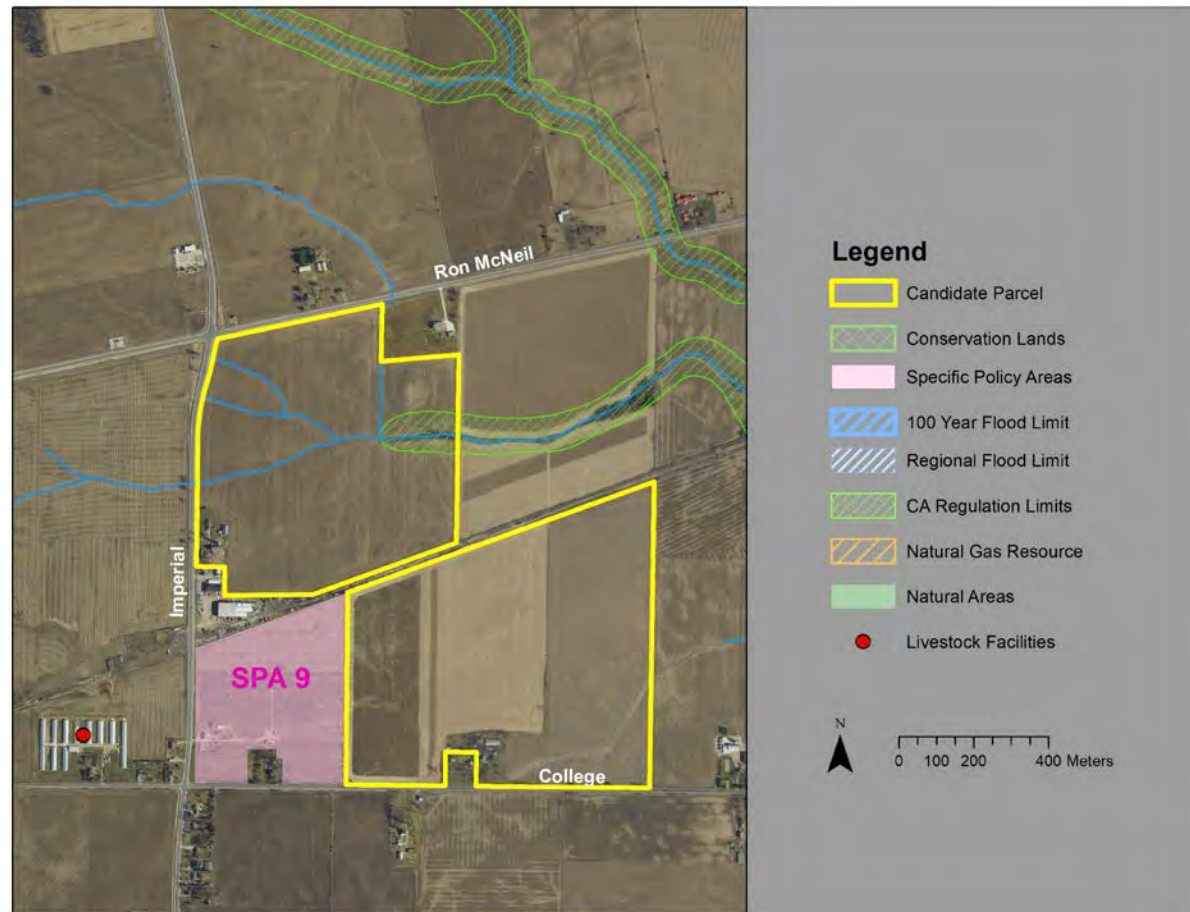 Ron McNeil
Imperial
SPA 9
College
Legend
Candidate Parcel
Conservation Lands
Specific Policy Areas
100 Year Flood Limit
Regional Flood Limit
CA Regulation Limits
Natural Gas Resource
Natural Areas
Livestock Facilities
N
0 100 200 400 Meters